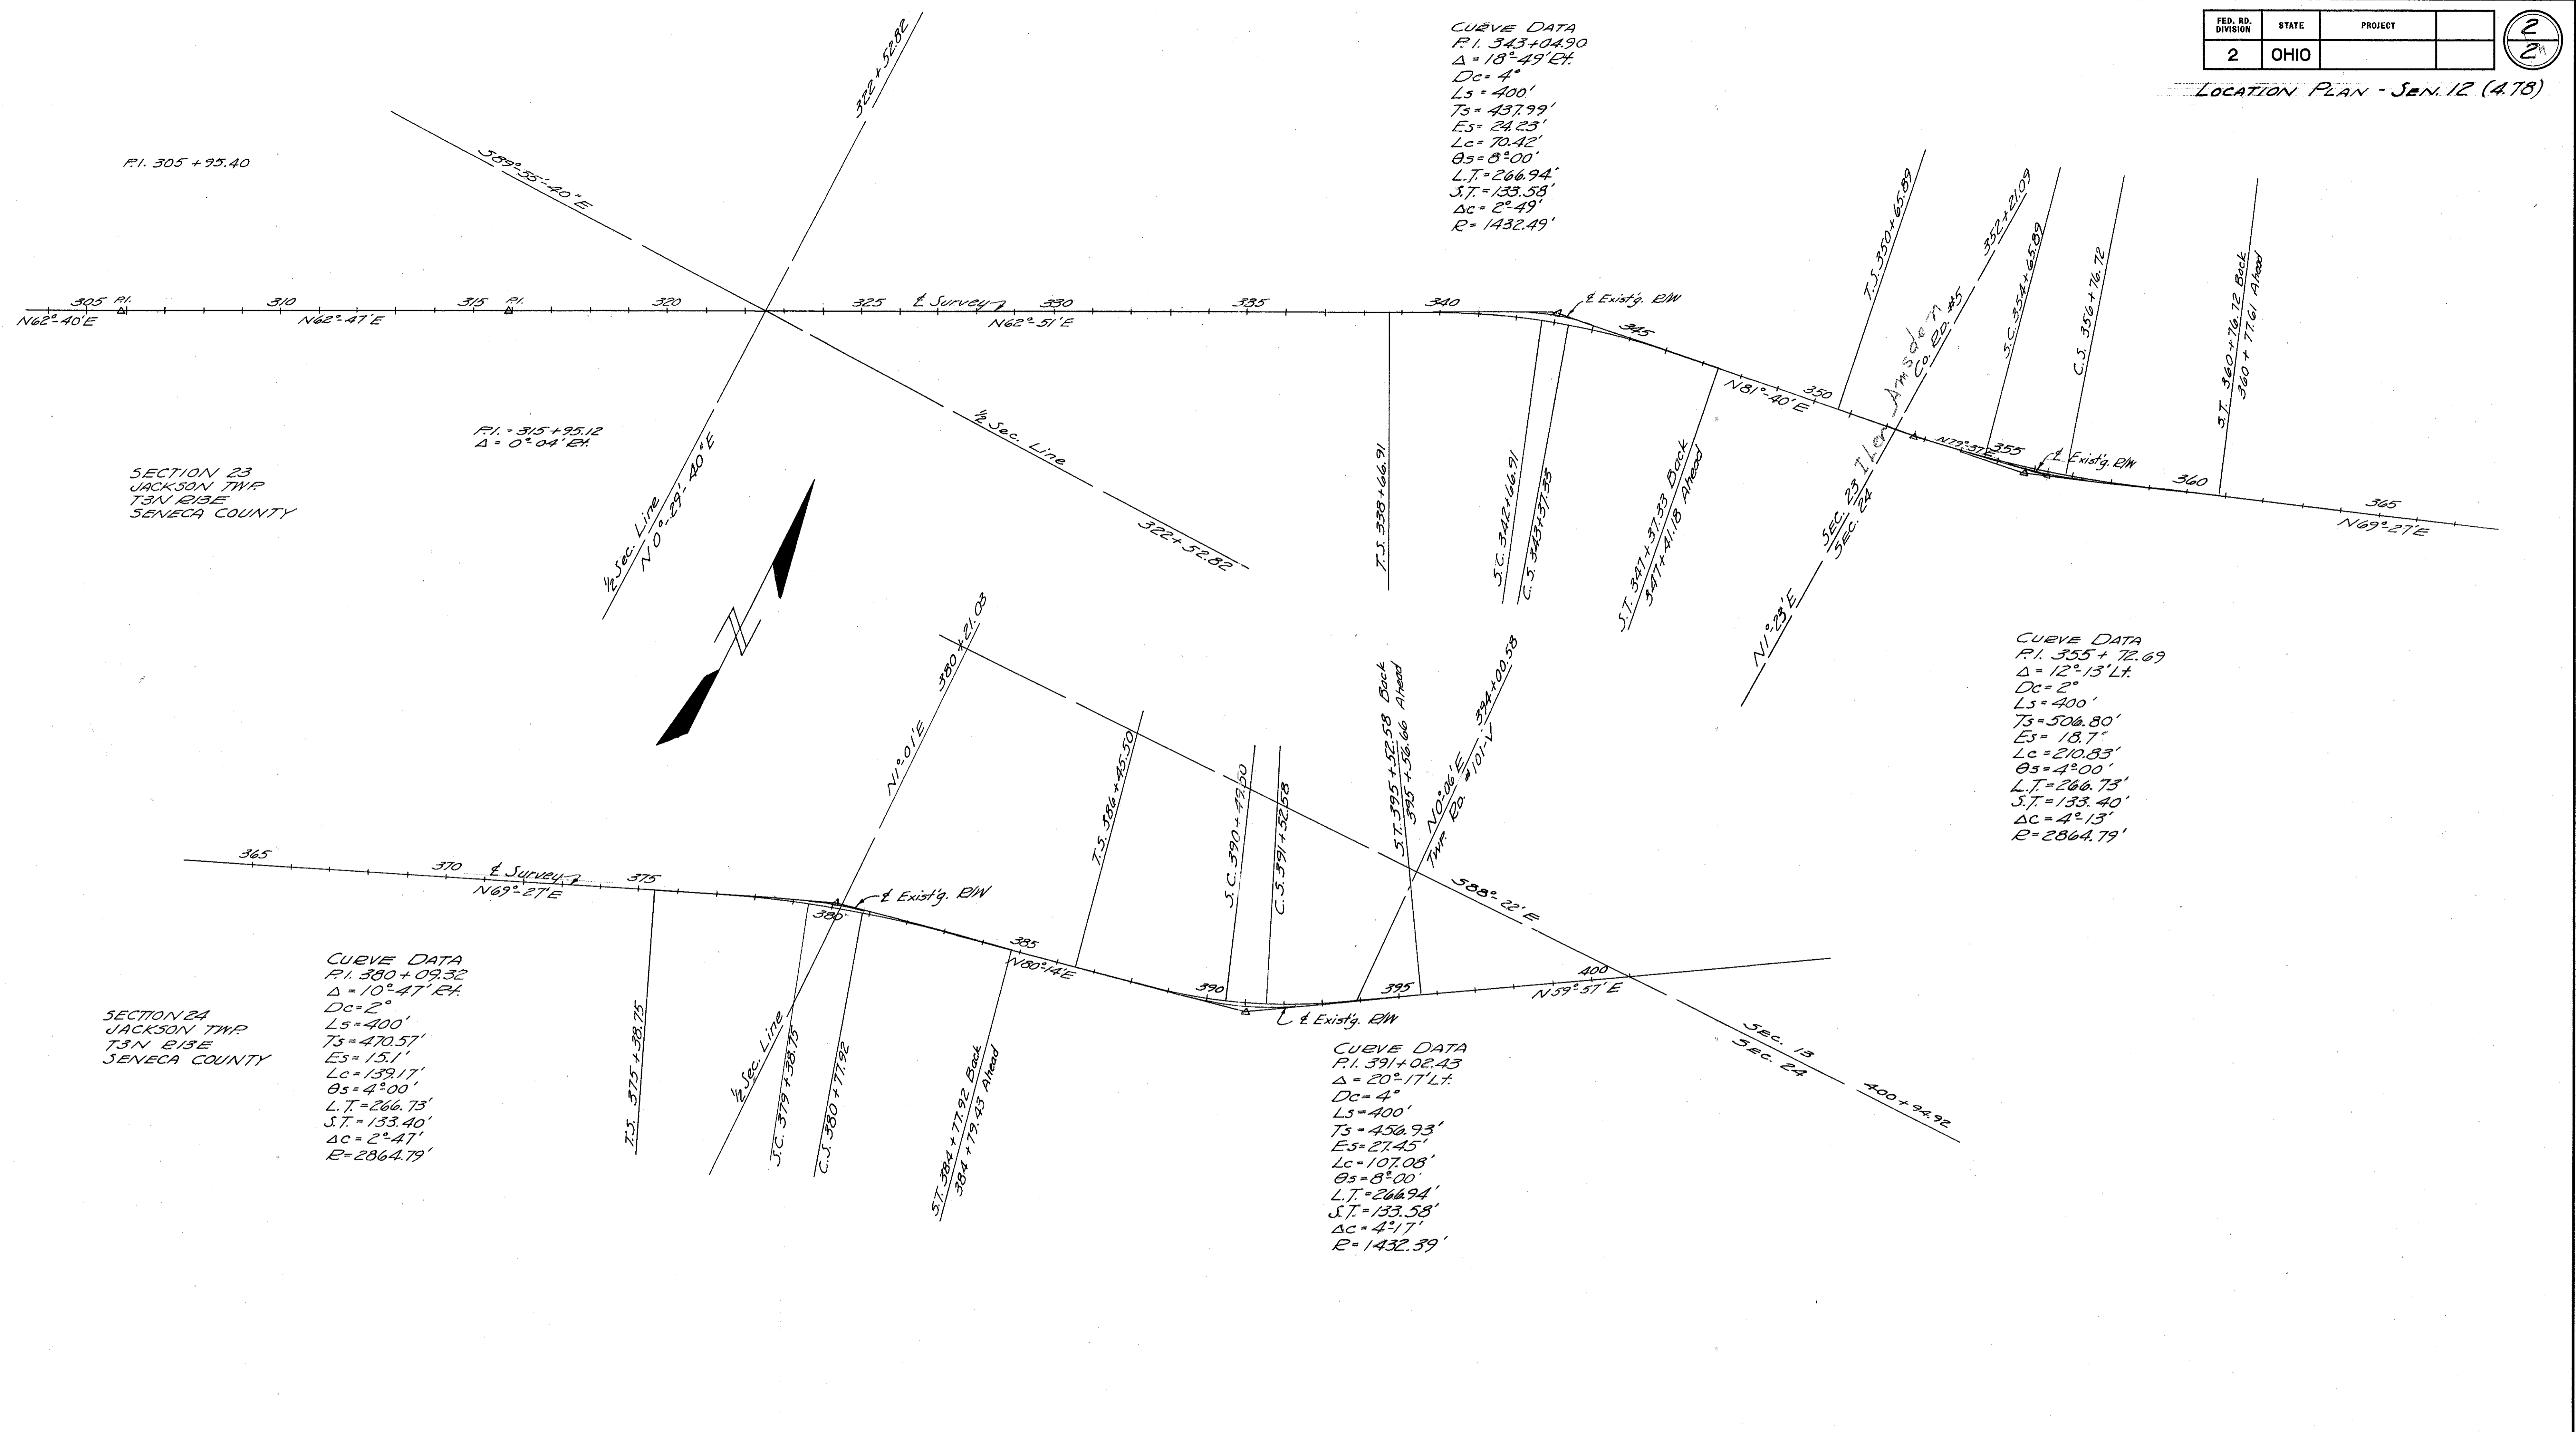 FED. RD. DIVISION
STATE
PROJECT
2
OHIO
2
2
LOCATION PLAN - SEN. 12 (4.78)
CURVE DATA
P.I. 343+04.90
Δ = 18°-49' Rt.
Dc = 4°
Ls = 400'
Ts = 437.99'
Es = 24.23'
Lc = 70.42'
θs = 8°00'
L.T. = 266.94'
S.T. = 133.58'
Δc = 2°-49'
R = 1432.49'
P.I. 305 + 95.40
S89°-55'-40"E
322 + 52.82
305
P.I.
310
315
P.I.
320
325
℄ Survey
330
335
340
℄ Exist'g. R/W
345
N62°-40'E
N62°-47'E
N62°-51'E
N81°-40'E
350
T.S. 350+65.89
352+21.09
Amsden
Co. Rd. #5
Iler
S.C. 354+65.89
C.S. 356+76.72
S.T. 360+76.72 Back
360 + 77.61 Ahead
N79°-57'E
355
℄ Exist'g. R/W
360
365
N69°-27'E
P.I. = 315+95.12
Δ = 0°-04' Rt.
SECTION 23
JACKSON TWP.
T3N R13E
SENECA COUNTY
½ Sec. Line
N 0°-29'-40"E
½ Sec. Line
322+52.82
T.S. 338+66.91
S.C. 342+66.91
C.S. 343+37.33
S.T. 347+37.33 Back
347+41.18 Ahead
SEC. 23
SEC. 24
N1°-23'E
N
CURVE DATA
P.I. 355 + 72.69
Δ = 12°-13' Lt.
Dc = 2°
Ls = 400'
Ts = 506.80'
Es = 18.7'
Lc = 210.83'
θs = 4°00'
L.T. = 266.73'
S.T. = 133.40'
Δc = 4°-13'
R = 2864.79'
380+21.03
N1°-01'E
T.S. 386+45.50
S.C. 390+49.50
C.S. 391+52.58
S.T. 395+52.58 Back
395 + 56.66 Ahead
394+00.58
N0°-06'E
Twp. Rd. #101-V
S88°-22'E
365
370
℄ Survey
375
N69°-27'E
380
℄ Exist'g. R/W
385
N80°-14'E
390
℄ Exist'g. R/W
395
400
N59°-57'E
SEC. 13
SEC. 24
400+94.92
SECTION 24
JACKSON TWP.
T3N R13E
SENECA COUNTY
CURVE DATA
P.I. 380 + 09.32
Δ = 10°-47' Rt.
Dc = 2°
Ls = 400'
Ts = 470.57'
Es = 15.1'
Lc = 139.17'
θs = 4°00'
L.T. = 266.73'
S.T. = 133.40'
Δc = 2°-47'
R = 2864.79'
T.S. 375+38.75
½ Sec. Line
S.C. 379+38.75
C.S. 380+77.92
S.T. 384+77.92 Back
384 + 79.43 Ahead
CURVE DATA
P.I. 391+02.43
Δ = 20°-17' Lt.
Dc = 4°
Ls = 400'
Ts = 456.93'
Es = 27.45'
Lc = 107.08'
θs = 8°00'
L.T. = 266.94'
S.T. = 133.58'
Δc = 4°-17'
R = 1432.39'